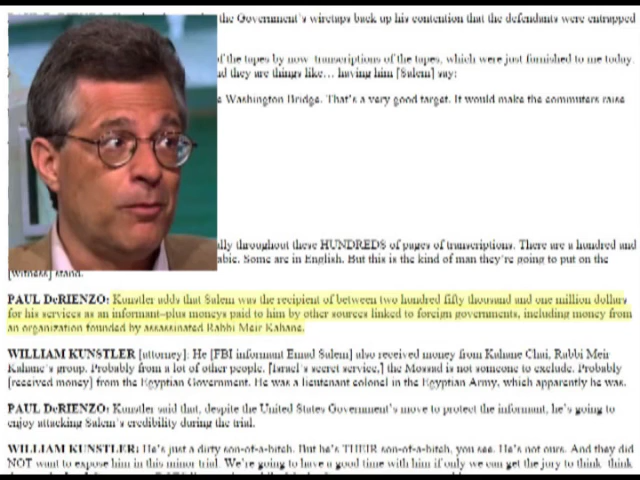 the Government's wiretaps back up his contention that the defendants were entrapped
of the tapes by now transcriptions of the tapes, which were just furnished to me today.
d they are things like… having him [Salem] say:
e Washington Bridge. That's a very good target. It would make the commuters raise
lly throughout these HUNDREDS of pages of transcriptions. There are a hundred and
abic. Some are in English. But this is the kind of man they're going to put on the
[witness] stand.
PAUL DeRIENZO: Kunstler adds that Salem was the recipient of between two hundred fifty thousand and one million dollars
for his services as an informant–plus moneys paid to him by other sources linked to foreign governments, including money from
an organization founded by assassinated Rabbi Meir Kahane.
WILLIAM KUNSTLER [attorney]: He [FBI informant Emad Salem] also received money from Kahane Chai, Rabbi Meir
Kahane's group. Probably from a lot of other people. [Israel's secret service,] the Mossad is not someone to exclude. Probably
[received money] from the Egyptian Government. He was a lieutenant colonel in the Egyptian Army, which apparently he was.
PAUL DeRIENZO: Kunstler said that, despite the United States Government's move to protect the informant, he's going to
enjoy attacking Salem's credibility during the trial.
WILLIAM KUNSTLER: He's just a dirty son-of-a-bitch. But he's THEIR son-of-a-bitch, you see. He's not ours. And they did
NOT want to expose him in this minor trial. We're going to have a good time with him if only we can get the jury to think think